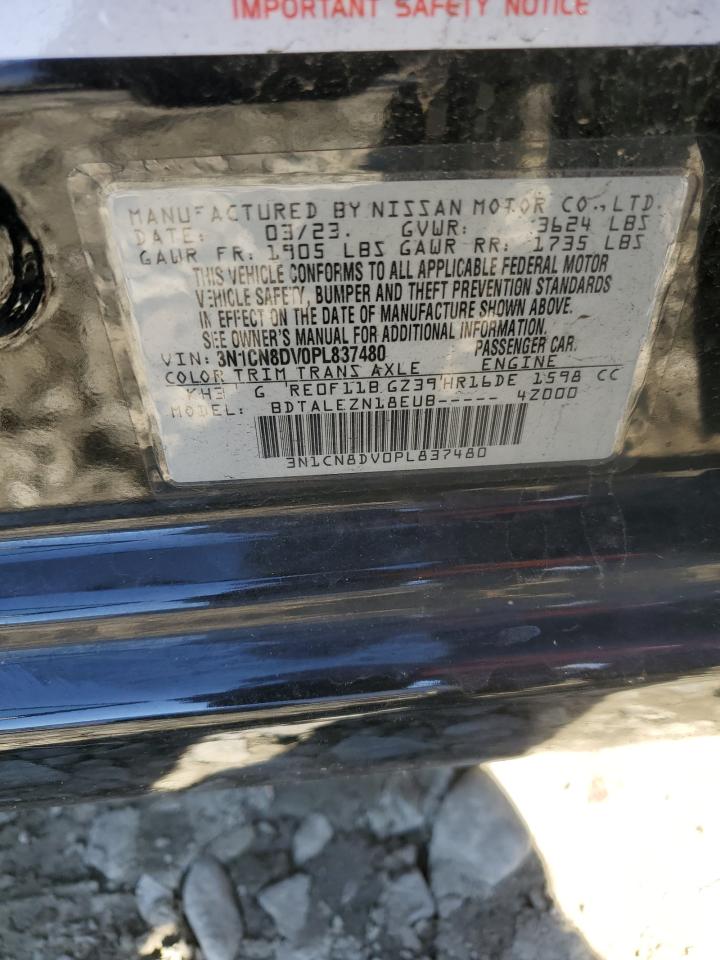 IMPORTANT SAFETY NOTICE
MANUFACTURED BY NISSAN MOTOR CO., LTD.
DATE: 03/23. GVWR: 3624 LBS
GAWR FR: 1905 LBS GAWR RR: 1735 LBS
THIS VEHICLE CONFORMS TO ALL APPLICABLE FEDERAL MOTOR
VEHICLE SAFETY, BUMPER AND THEFT PREVENTION STANDARDS
IN EFFECT ON THE DATE OF MANUFACTURE SHOWN ABOVE.
SEE OWNER'S MANUAL FOR ADDITIONAL INFORMATION.
VIN: 3N1CN8DV0PL837480 PASSENGER CAR.
COLOR TRIM TRANS AXLE ENGINE
KH3 G RE0F11B GZ39 HR16DE 1598 CC
BDTALEZN18EUB----- 4Z000
3N1CN8DV0PL837480